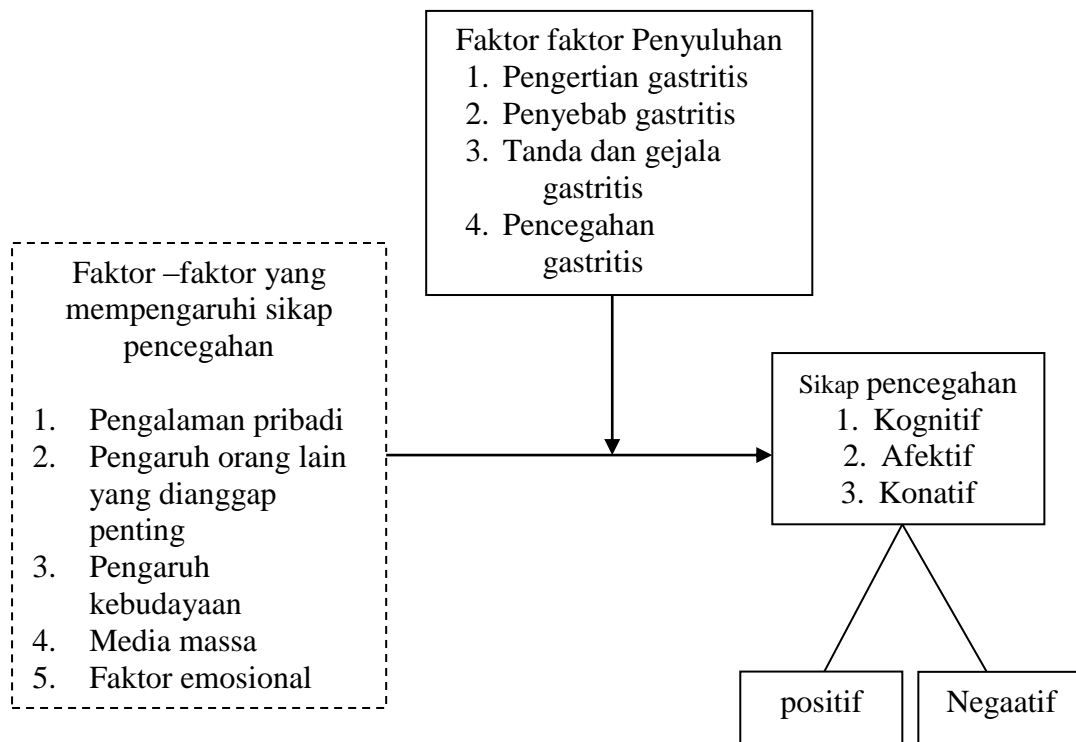 Faktor faktor Penyuluhan
1. Pengertian gastritis
2. Penyebab gastritis
3. Tanda dan gejala
gastritis
4. Pencegahan
gastritis
Faktor –faktor yang
mempengaruhi sikap
pencegahan
1. Pengalaman pribadi
2. Pengaruh orang lain
yang dianggap
penting
3. Pengaruh
kebudayaan
4. Media massa
5. Faktor emosional
Sikap pencegahan
1. Kognitif
2. Afektif
3. Konatif
positif
Negaatif